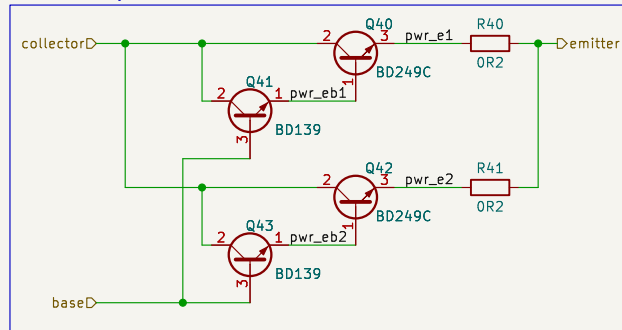 Q40
R40
collector
2
3
pwr_e1
emitter
BD249C
0R2
1
Q41
2
1
pwr_eb1
BD139
3
Q42
R41
2
3
pwr_e2
BD249C
0R2
1
Q43
2
1
pwr_eb2
BD139
3
base